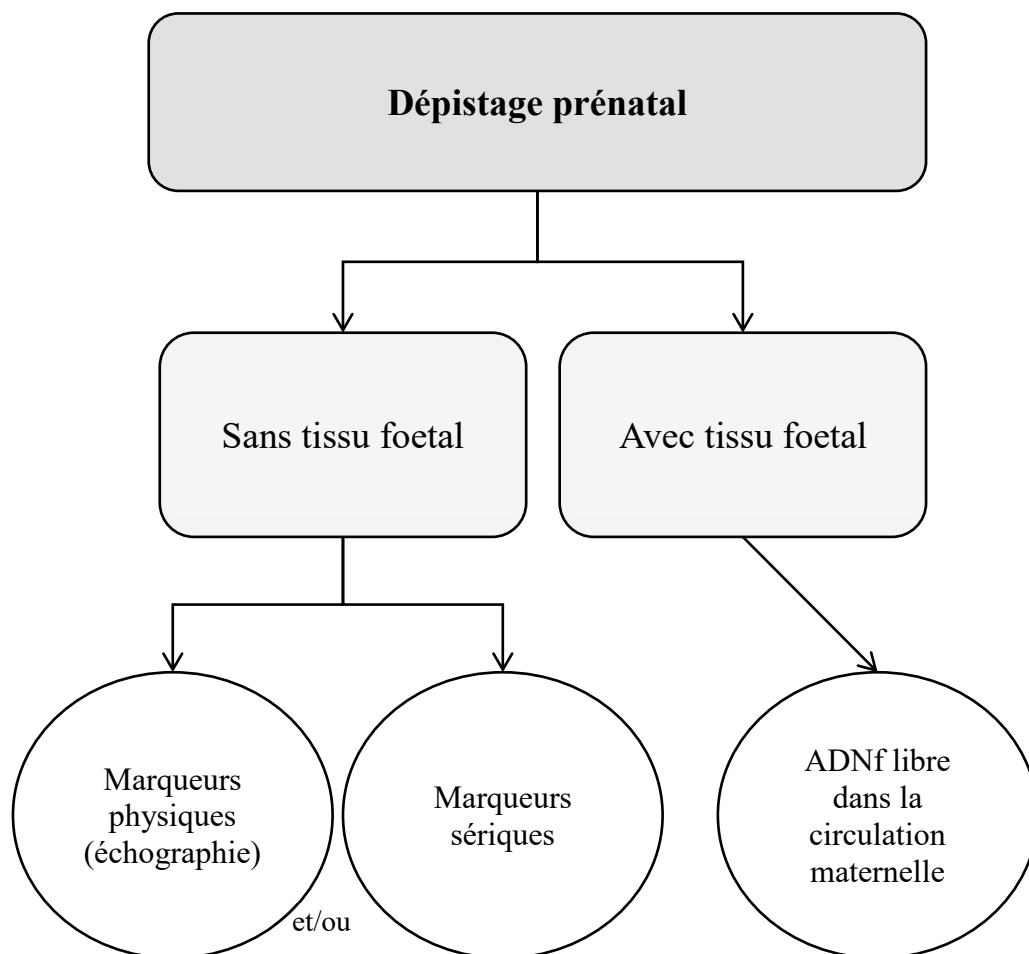 Dépistage prénatal
Sans tissu foetal
Avec tissu foetal
Marqueurs
physiques
(échographie)
et/ou
Marqueurs
sériques
ADNf libre
dans la
circulation
maternelle